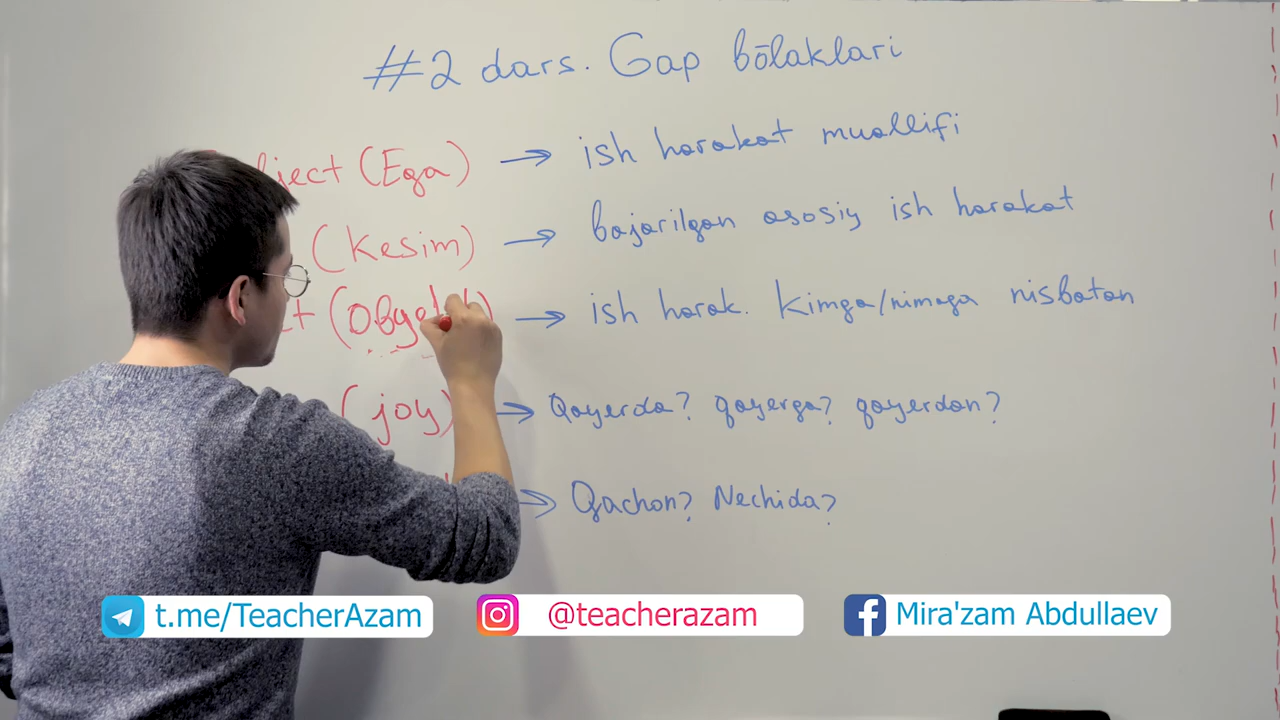 #2 dars. Gap bōlaklari
ject (Ega) → ish harakat muallifi
(Kesim) → bajarilgan asosiy ish harakat
ct (Obyekt) → ish harak. Kimga/nimaga nisbatan
(joy) → Qayerda? qayerga? qayerdan?
→ Qachon? Nechida?
t.me/TeacherAzam
@teacherazam
Mira'zam Abdullaev